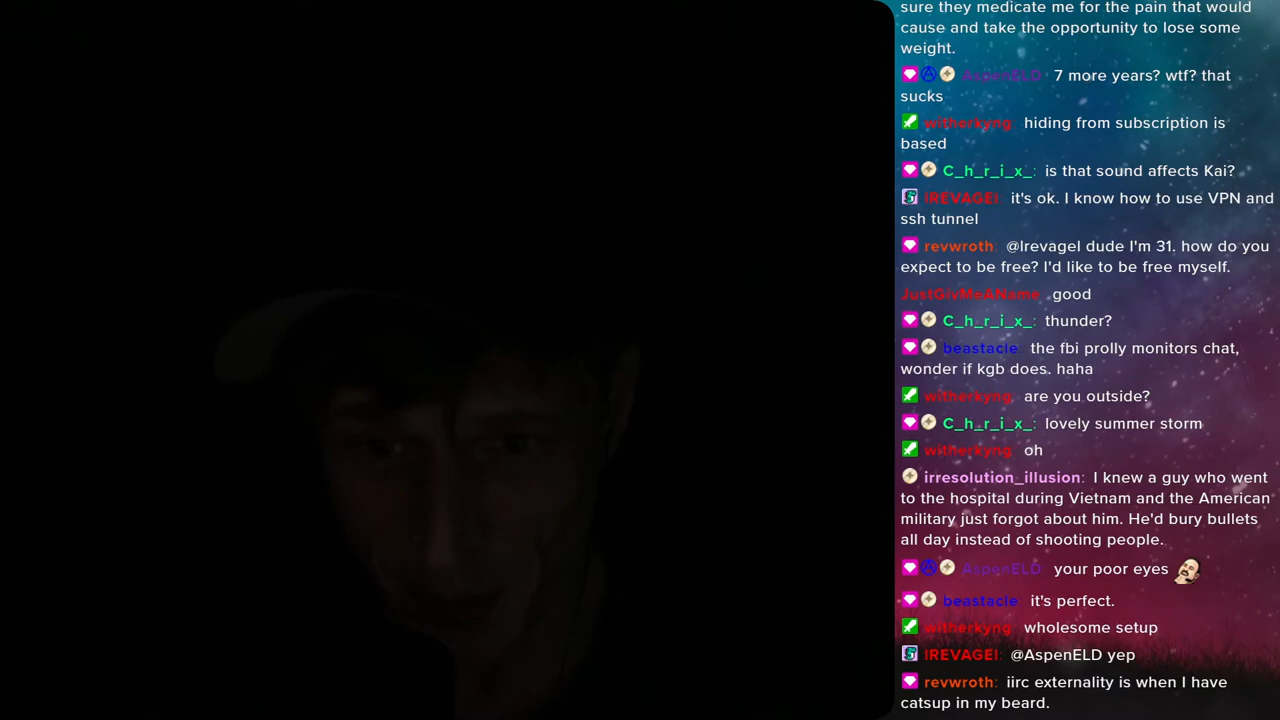 sure they medicate me for the pain that would
cause and take the opportunity to lose some
weight.
AspenELD 7 more years? wtf? that
sucks
witherkyng hiding from subscription is
based
C_h_r_i_x_: is that sound affects Kai?
IREVAGEI: it's ok. I know how to use VPN and
ssh tunnel
revwroth: @Irevagel dude I'm 31. how do you
expect to be free? I'd like to be free myself.
JustGivMeAName good
C_h_r_i_x_: thunder?
beastacle the fbi prolly monitors chat,
wonder if kgb does. haha
witherkyng are you outside?
C_h_r_i_x_: lovely summer storm
witherkyng oh
irresolution_illusion: I knew a guy who went
to the hospital during Vietnam and the American
military just forgot about him. He'd bury bullets
all day instead of shooting people.
AspenELD your poor eyes
beastacle it's perfect.
witherkyng wholesome setup
IREVAGEI: @AspenELD yep
revwroth: iirc externality is when I have
catsup in my beard.